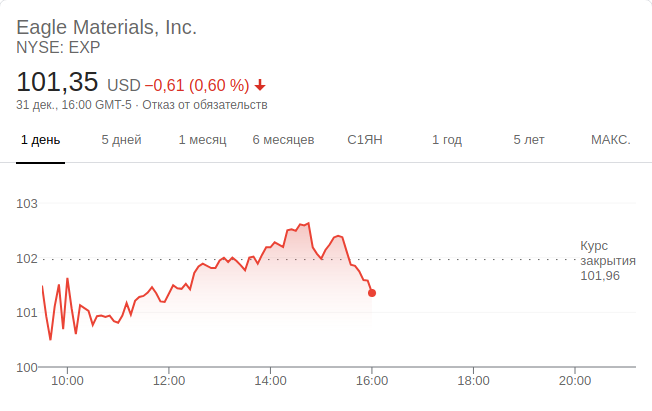 Eagle Materials, Inc.
NYSE: EXP
101,35 USD −0,61 (0,60 %)
31 дек., 16:00 GMT-5 · Отказ от обязательств
1 день 5 дней 1 месяц 6 месяцев С1ЯН 1 год 5 лет МАКС.
103
102
101
100
Курс
закрытия
101,96
10:00 12:00 14:00 16:00 18:00 20:00